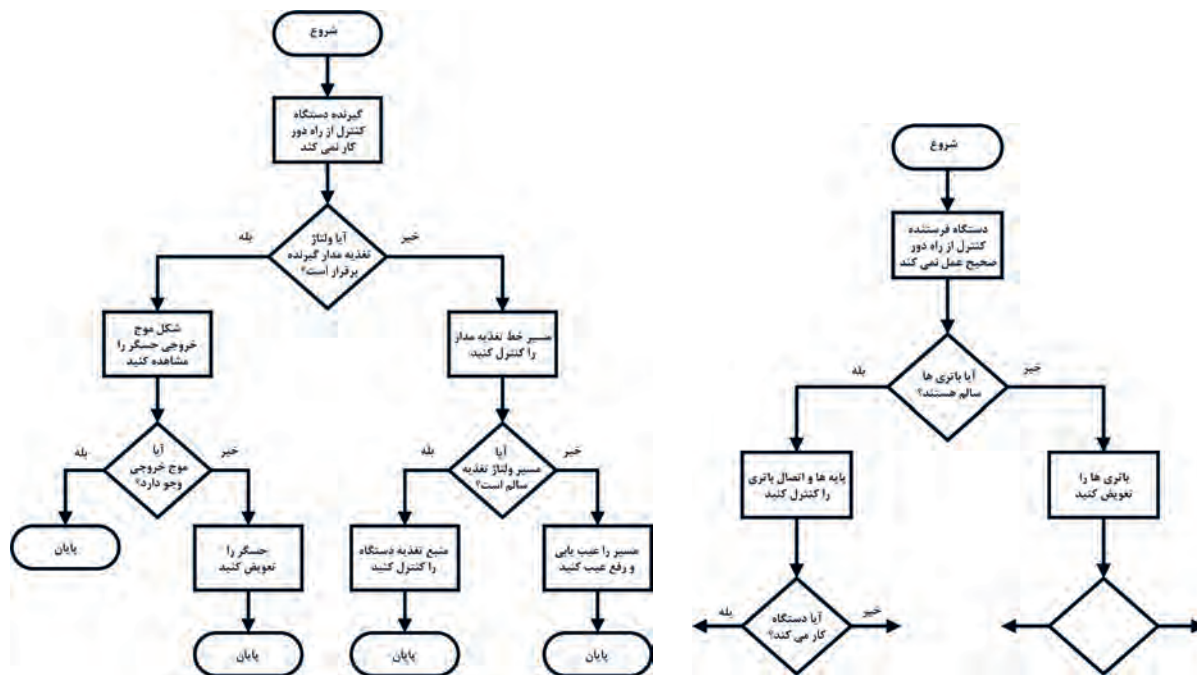 شروع
گیرنده دستگاه
کنترل از راه دور
کار نمی کند
آیا ولتاژ
تغذیه مدار گیرنده
برقرار است؟
بله
خیر
شکل موج
خروجی حسگر را
مشاهده کنید
مسیر خط تغذیه مدار
را کنترل کنید
آیا
موج خروجی
وجو دارد؟
بله
خیر
آیا
مسیر ولتاژ تغذیه
سالم است؟
بله
خیر
پایان
حسگر را
تعویض کنید
منبع تغذیه دستگاه
را کنترل کنید
مسیر را عیب یابی
و رفع عیب کنید
پایان
پایان
پایان
شروع
دستگاه فرستنده
کنترل از راه دور
صحیح عمل نمی کند
آیا باتری ها
سالم هستند؟
بله
خیر
پایه ها و اتصال باتری
را کنترل کنید
باتری ها را
تعویض کنید
آیا دستگاه
کار می کند؟
بله
خیر